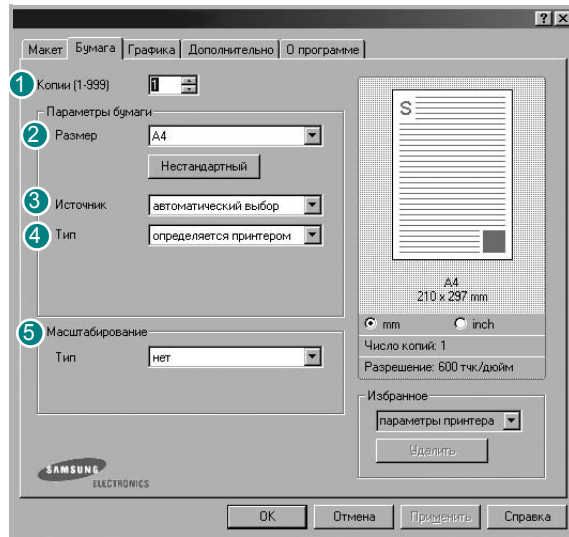 Макет Бумага Графика Дополнительно О программе
1 Копии (1-999) 1
Параметры бумаги
2 Размер A4
Нестандартный
3 Источник автоматический выбор
4 Тип определяется принтером
S
A4
210 x 297 mm
mm inch
Число копий: 1
Разрешение: 600 тчк/дюйм
5 Масштабирование
Тип нет
Избранное
параметры принтера
Удалить
SAMSUNG
ELECTRONICS
OK Отмена Применить Справка